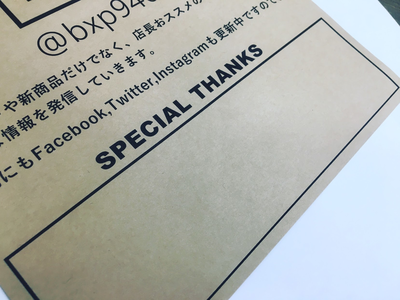 @bxp94
や新商品だけでなく、店長おススメの
情報を発信していきます。
にもFacebook,Twitter,Instagramも更新中ですので
SPECIAL THANKS